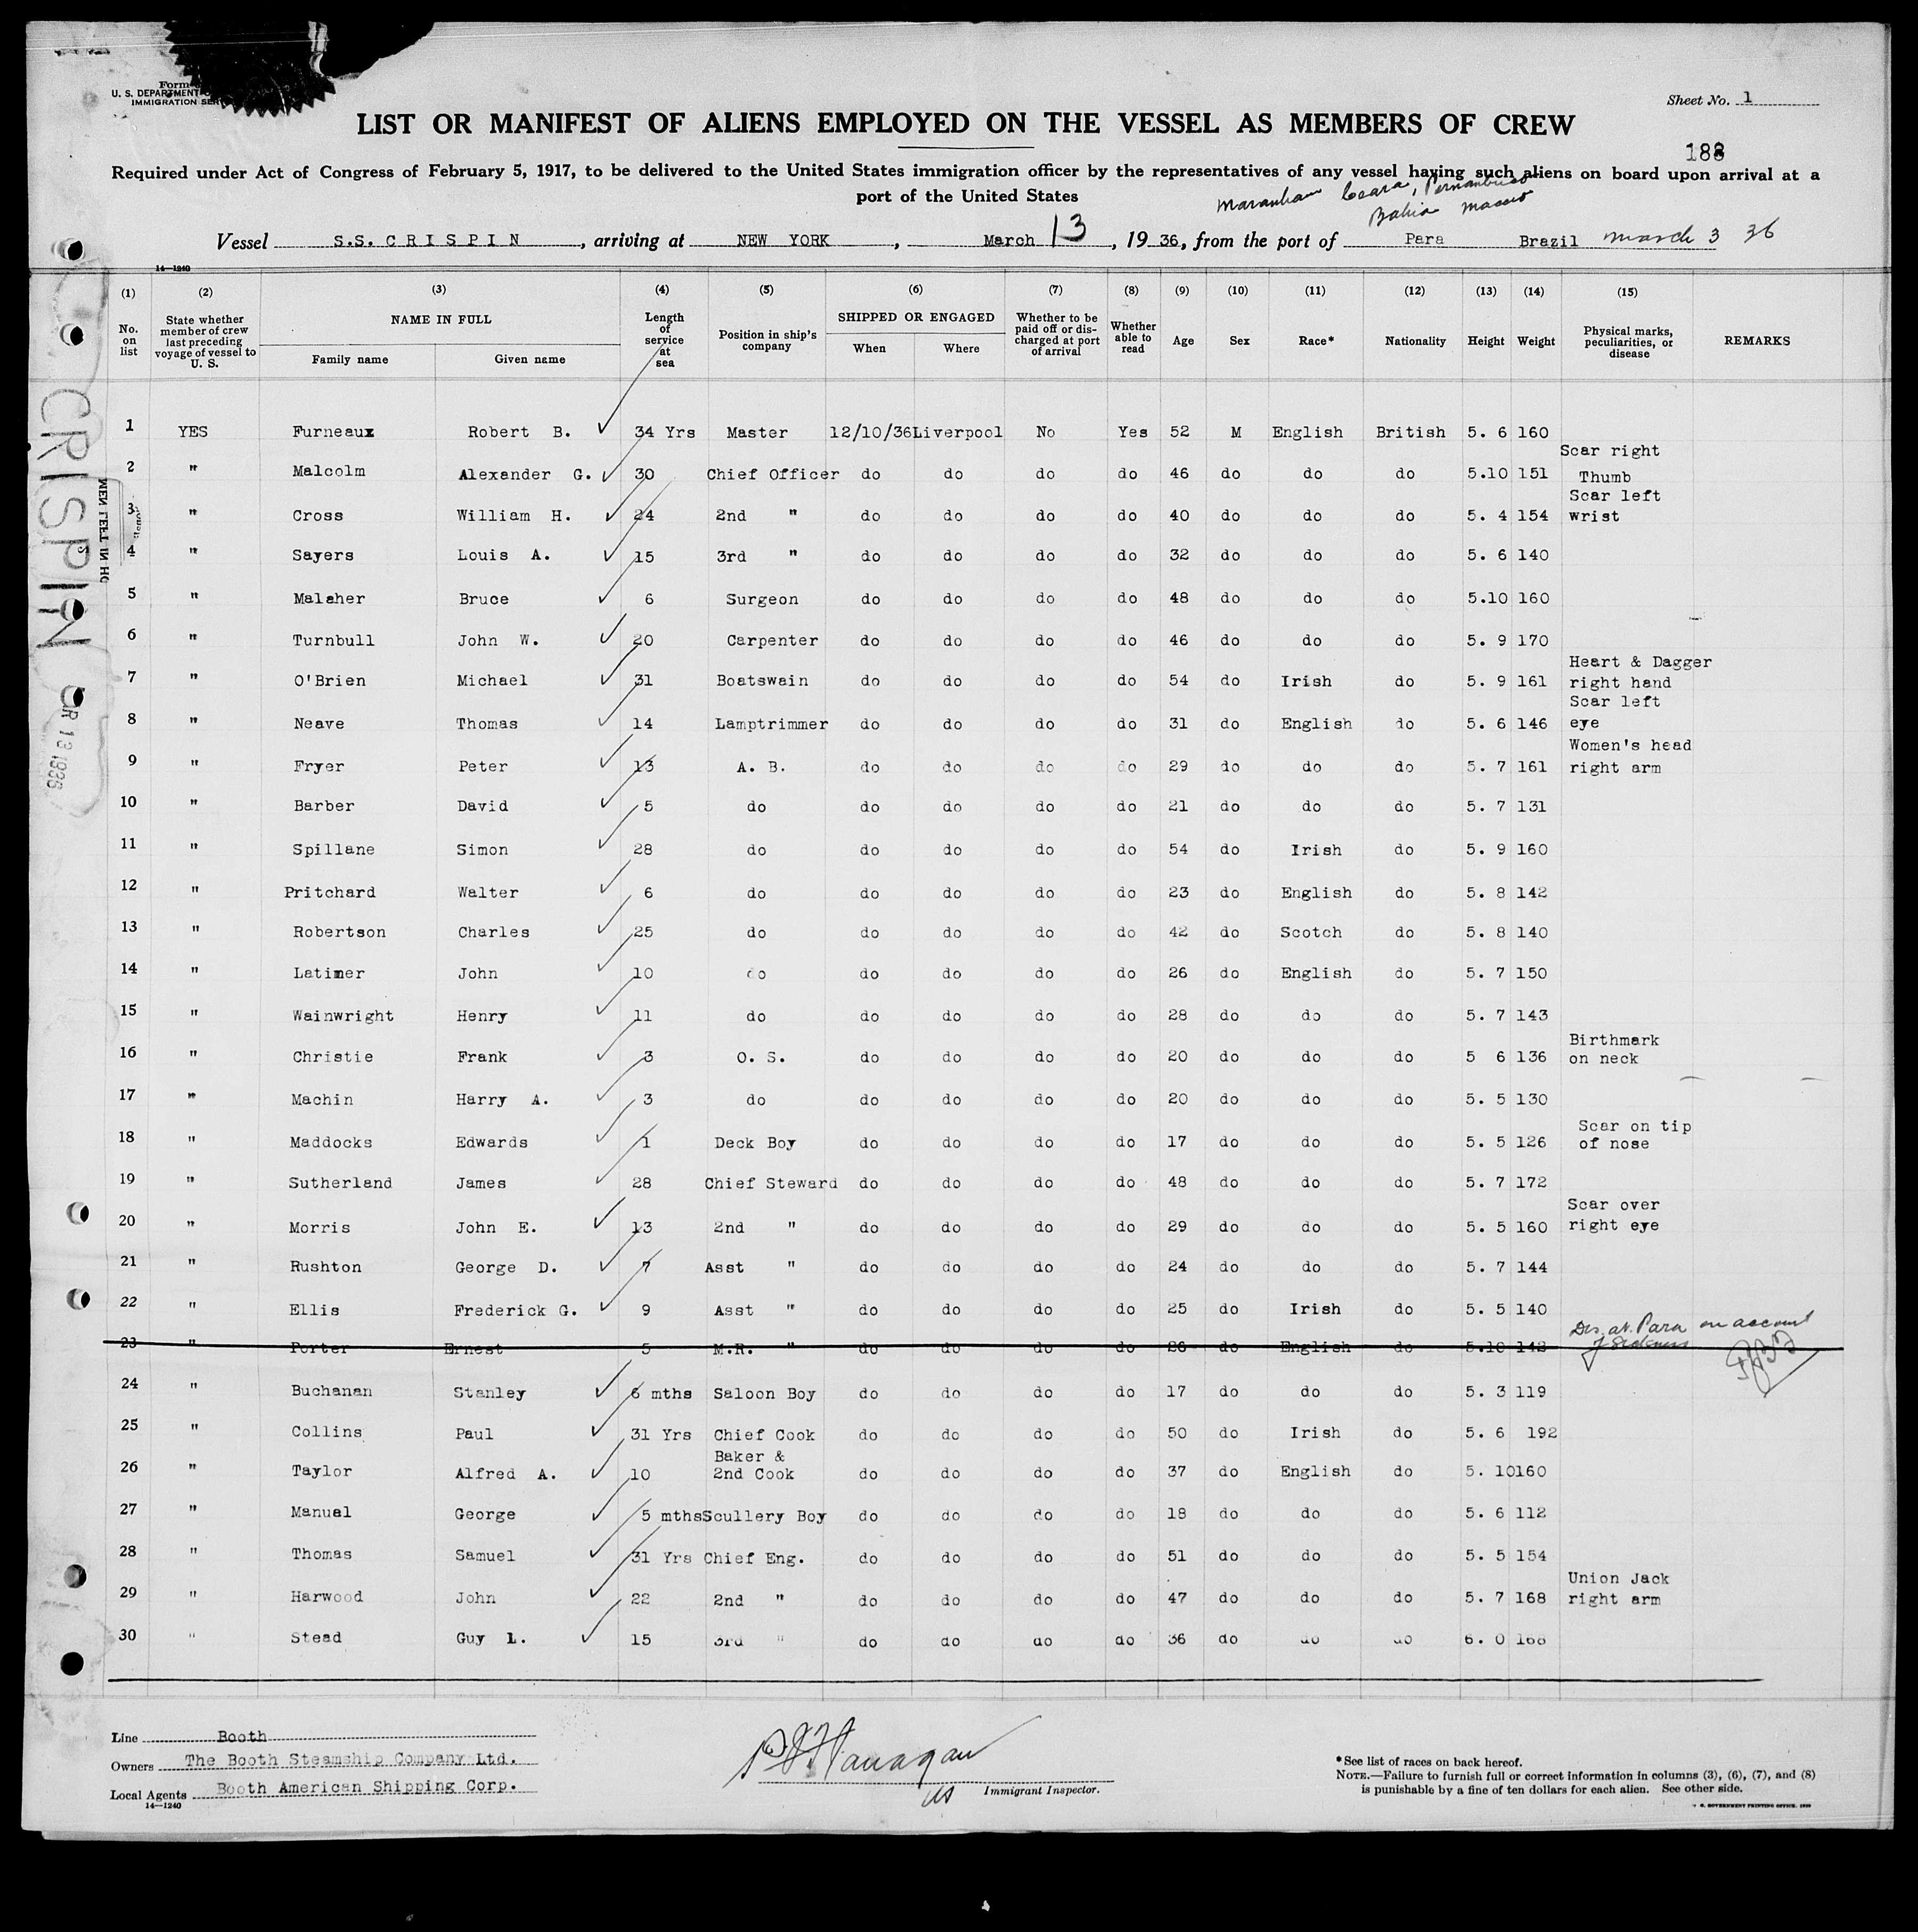 Form
U. S. DEPARTMENT
IMMIGRATION SER
Sheet No. 1
LIST OR MANIFEST OF ALIENS EMPLOYED ON THE VESSEL AS MEMBERS OF CREW
188
Required under Act of Congress of February 5, 1917, to be delivered to the United States immigration officer by the representatives of any vessel having such aliens on board upon arrival at a
port of the United States
Maranham Ceara, Pernambuco
Bahia Maceo
Vessel S.S. C R I S P I N , arriving at NEW YORK , March 13 , 19 36, from the port of Para Brazil March 3 36
14—1240
(1) (2) (3) (4) (5) (6) (7) (8) (9) (10) (11) (12) (13) (14) (15)
No. on list State whether member of crew last preceding voyage of vessel to U. S. NAME IN FULL Family name Given name Length of service at sea Position in ship's company SHIPPED OR ENGAGED When Where Whether to be paid off or discharged at port of arrival Whether able to read Age Sex Race* Nationality Height Weight Physical marks, peculiarities, or disease REMARKS
1 YES Furneaux Robert B. 34 Yrs Master 12/10/36 Liverpool No Yes 52 M English British 5. 6 160
2 " Malcolm Alexander G. 30 Chief Officer do do do do 46 do do do 5.10 151 Scar right Thumb
3 " Cross William H. 24 2nd " do do do do 40 do do do 5. 4 154 Scar left wrist
4 " Sayers Louis A. 15 3rd " do do do do 32 do do do 5. 6 140
5 " Malaher Bruce 6 Surgeon do do do do 48 do do do 5.10 160
6 " Turnbull John W. 20 Carpenter do do do do 46 do do do 5. 9 170
7 " O'Brien Michael 31 Boatswain do do do do 54 do Irish do 5. 9 161 Heart & Dagger right hand
8 " Neave Thomas 14 Lamptrimmer do do do do 31 do English do 5. 6 146 Scar left eye
9 " Fryer Peter 13 A. B. do do do do 29 do do do 5. 7 161 Women's head right arm
10 " Barber David 5 do do do do do 21 do do do 5. 7 131
11 " Spillane Simon 28 do do do do do 54 do Irish do 5. 9 160
12 " Pritchard Walter 6 do do do do do 23 do English do 5. 8 142
13 " Robertson Charles 25 do do do do do 42 do Scotch do 5. 8 140
14 " Latimer John 10 do do do do do 26 do English do 5. 7 150
15 " Wainwright Henry 11 do do do do do 28 do do do 5. 7 143
16 " Christie Frank 3 O. S. do do do do 20 do do do 5 6 136 Birthmark on neck
17 " Machin Harry A. 3 do do do do do 20 do do do 5. 5 130
18 " Maddocks Edwards 1 Deck Boy do do do do 17 do do do 5. 5 126 Scar on tip of nose
19 " Sutherland James 28 Chief Steward do do do do 48 do do do 5. 7 172
20 " Morris John E. 13 2nd " do do do do 29 do do do 5. 5 160 Scar over right eye
21 " Rushton George D. 7 Asst " do do do do 24 do do do 5. 7 144
22 " Ellis Frederick G. 9 Asst " do do do do 25 do Irish do 5. 5 140
23 " Porter Ernest 5 M.R. " do do do do 26 do English do 5.10 142 Dis. at Para on account of Sickness
24 " Buchanan Stanley 6 mths Saloon Boy do do do do 17 do do do 5. 3 119
25 " Collins Paul 31 Yrs Chief Cook do do do do 50 do Irish do 5. 6 192
26 " Taylor Alfred A. 10 Baker & 2nd Cook do do do do 37 do English do 5. 10 160
27 " Manual George 5 mths Scullery Boy do do do do 18 do do do 5. 6 112
28 " Thomas Samuel 31 Yrs Chief Eng. do do do do 51 do do do 5. 5 154
29 " Harwood John 22 2nd " do do do do 47 do do do 5. 7 168 Union Jack right arm
30 " Stead Guy L. 15 3rd " do do do do 36 do do do 6. 0 168
CRISPIN
MEN LEFT IN HO
R 13 1936
Line Booth
Owners The Booth Steamship Company Ltd.
Local Agents Booth American Shipping Corp.
14—1240
P J Flanagan
US Immigrant Inspector.
*See list of races on back hereof.
NOTE.—Failure to furnish full or correct information in columns (3), (6), (7), and (8)
is punishable by a fine of ten dollars for each alien. See other side.
GOVERNMENT PRINTING OFFICE